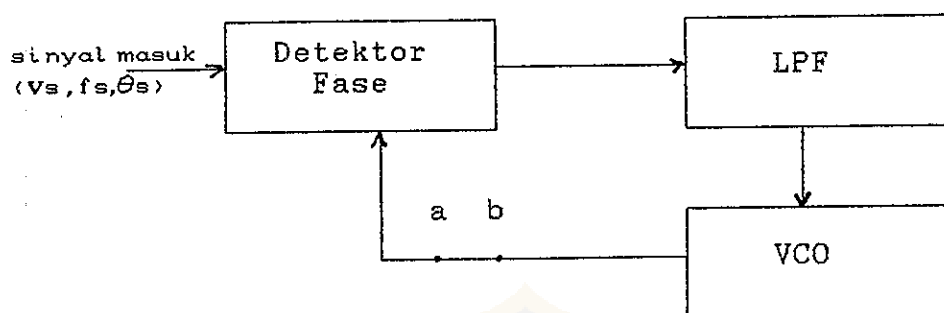 sinyal masuk
(Vs,fs,θs)
Detektor
Fase
LPF
a b
VCO